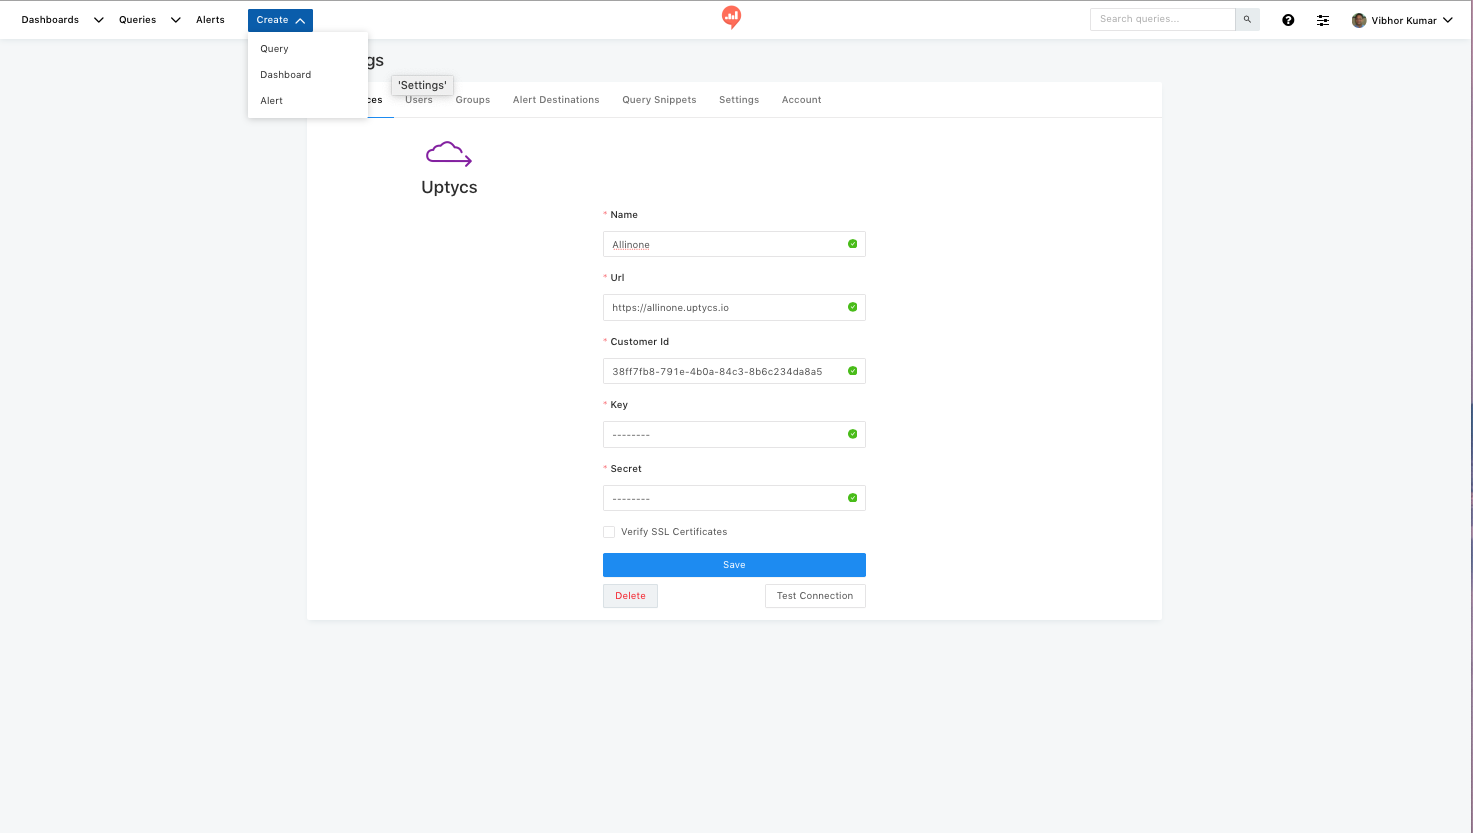 Dashboards Queries Alerts Create Search queries... Vibhor Kumar
Query
Dashboard
Alert
gs
'Settings'
ces Users Groups Alert Destinations Query Snippets Settings Account
Uptycs
* Name
Allinone
* Url
https://allinone.uptycs.io
* Customer Id
38ff7fb8-791e-4b0a-84c3-8b6c234da8a5
* Key
--------
* Secret
--------
Verify SSL Certificates
Save
Delete Test Connection